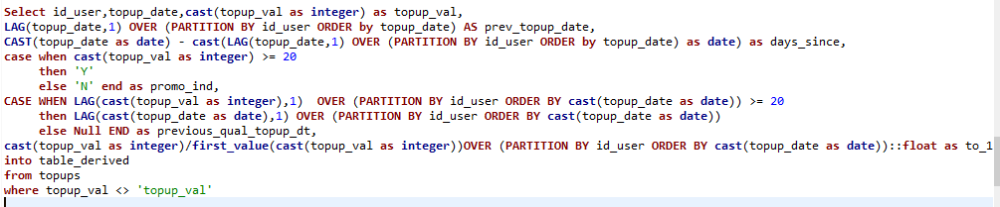 Select id_user,topup_date,cast(topup_val as integer) as topup_val,
LAG(topup_date,1) OVER (PARTITION BY id_user ORDER by topup_date) AS prev_topup_date,
CAST(topup_date as date) - cast(LAG(topup_date,1) OVER (PARTITION BY id_user ORDER by topup_date) as date) as days_since,
case when cast(topup_val as integer) >= 20
     then 'Y'
     else 'N' end as promo_ind,
CASE WHEN LAG(cast(topup_val as integer),1)  OVER (PARTITION BY id_user ORDER BY cast(topup_date as date)) >= 20
     then LAG(cast(topup_date as date),1) OVER (PARTITION BY id_user ORDER BY cast(topup_date as date))
     else Null END as previous_qual_topup_dt,
cast(topup_val as integer)/first_value(cast(topup_val as integer))OVER (PARTITION BY id_user ORDER BY cast(topup_date as date))::float as to_1
into table_derived
from topups
where topup_val <> 'topup_val'